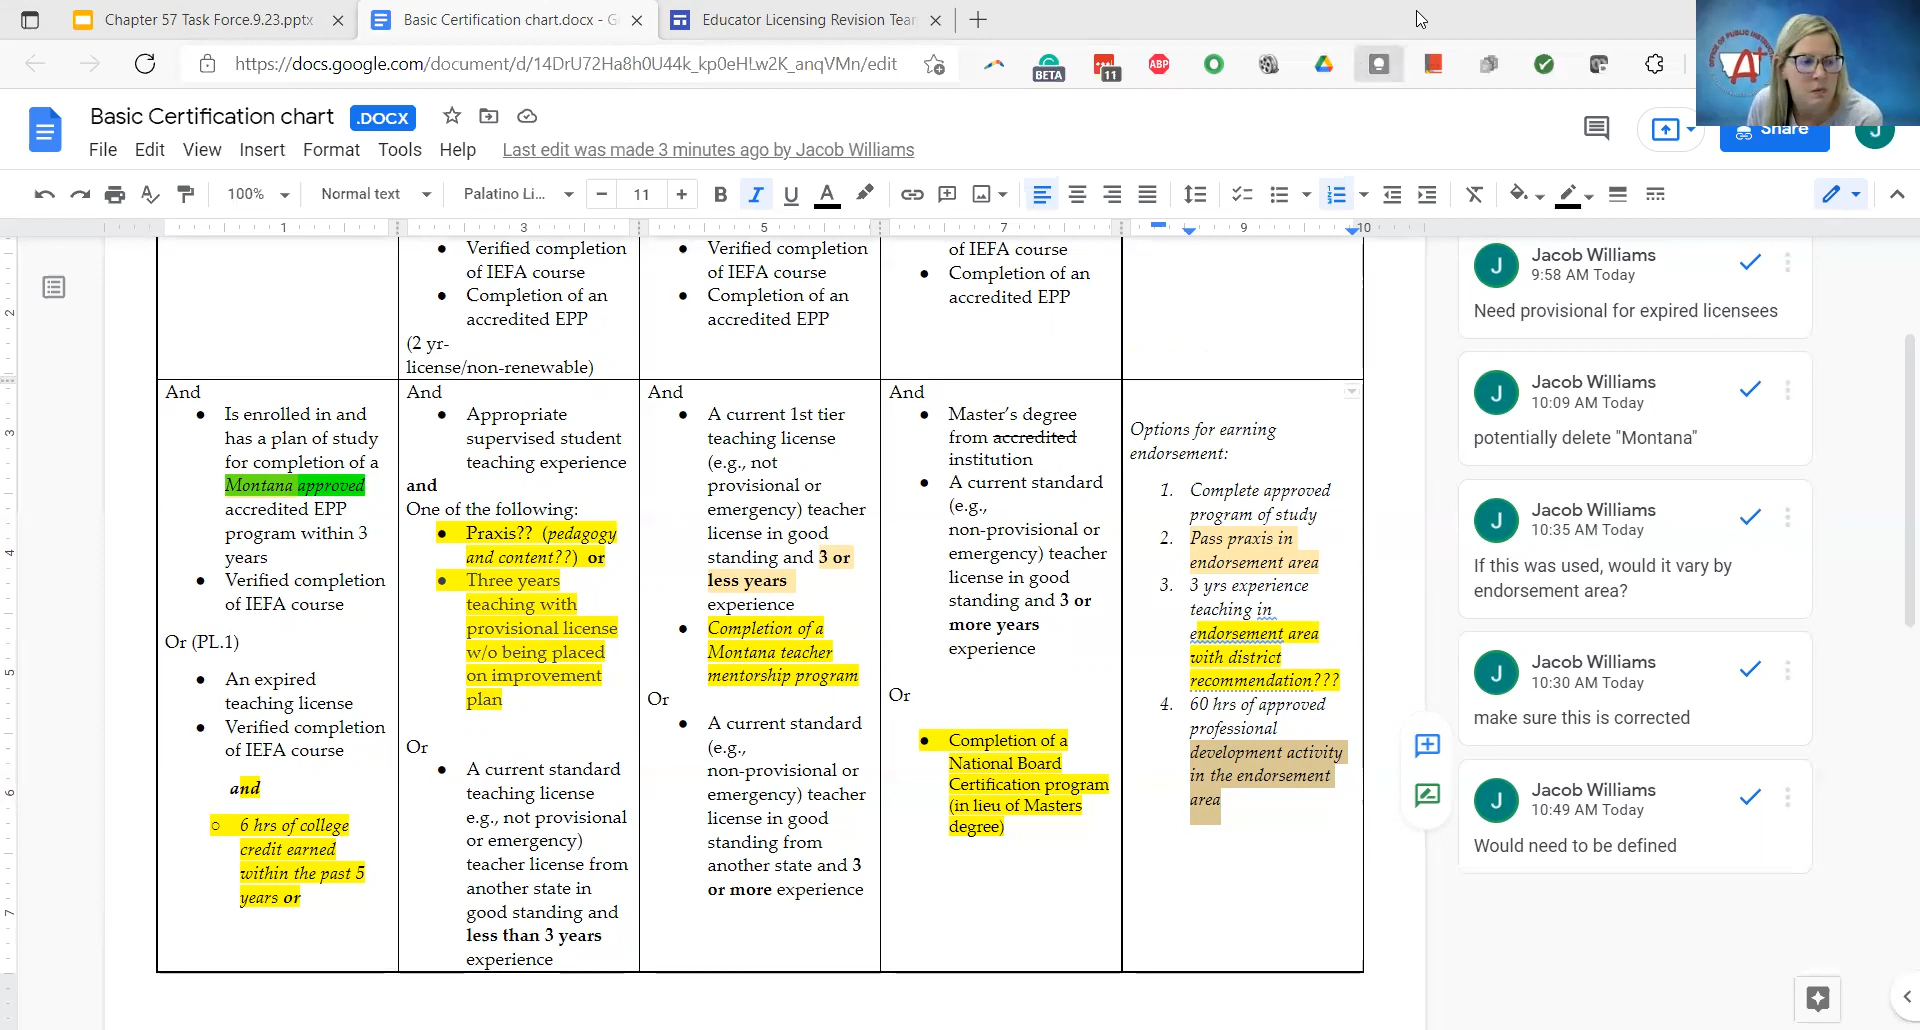 Chapter 57 Task Force.9.23.pptx
Basic Certification chart.docx - G
Educator Licensing Revision Tear
https://docs.google.com/document/d/14DrU72Ha8h0U44k_kp0eHLw2K_anqVMn/edit
BETA
11
ABP
Basic Certification chart
.DOCX
Share
J
File Edit View Insert Format Tools Help
Last edit was made 3 minutes ago by Jacob Williams
100%
Normal text
Palatino Li...
11
1 3 5 7 9 10
Verified completion
of IEFA course
Completion of an
accredited EPP
(2 yr-
license/non-renewable)
Verified completion
of IEFA course
Completion of an
accredited EPP
of IEFA course
Completion of an
accredited EPP
And
Is enrolled in and
has a plan of study
for completion of a
Montana approved
accredited EPP
program within 3
years
Verified completion
of IEFA course
Or (PL.1)
An expired
teaching license
Verified completion
of IEFA course
and
6 hrs of college
credit earned
within the past 5
years or
And
Appropriate
supervised student
teaching experience
and
One of the following:
Praxis?? (pedagogy
and content??) or
Three years
teaching with
provisional license
w/o being placed
on improvement
plan
Or
A current standard
teaching license
e.g., not provisional
or emergency)
teacher license from
another state in
good standing and
less than 3 years
experience
And
A current 1st tier
teaching license
(e.g., not
provisional or
emergency) teacher
license in good
standing and 3 or
less years
experience
Completion of a
Montana teacher
mentorship program
Or
A current standard
(e.g.,
non-provisional or
emergency) teacher
license in good
standing from
another state and 3
or more experience
And
Master's degree
from accredited
institution
A current standard
(e.g.,
non-provisional or
emergency) teacher
license in good
standing and 3 or
more years
experience
Or
Completion of a
National Board
Certification program
(in lieu of Masters
degree)
Options for earning
endorsement:
1. Complete approved
program of study
2. Pass praxis in
endorsement area
3. 3 yrs experience
teaching in
endorsement area
with district
recommendation???
4. 60 hrs of approved
professional
development activity
in the endorsement
area
J
Jacob Williams
9:58 AM Today
Need provisional for expired licensees
J
Jacob Williams
10:09 AM Today
potentially delete "Montana"
J
Jacob Williams
10:35 AM Today
If this was used, would it vary by
endorsement area?
J
Jacob Williams
10:30 AM Today
make sure this is corrected
J
Jacob Williams
10:49 AM Today
Would need to be defined
2
3
4
5
6
7